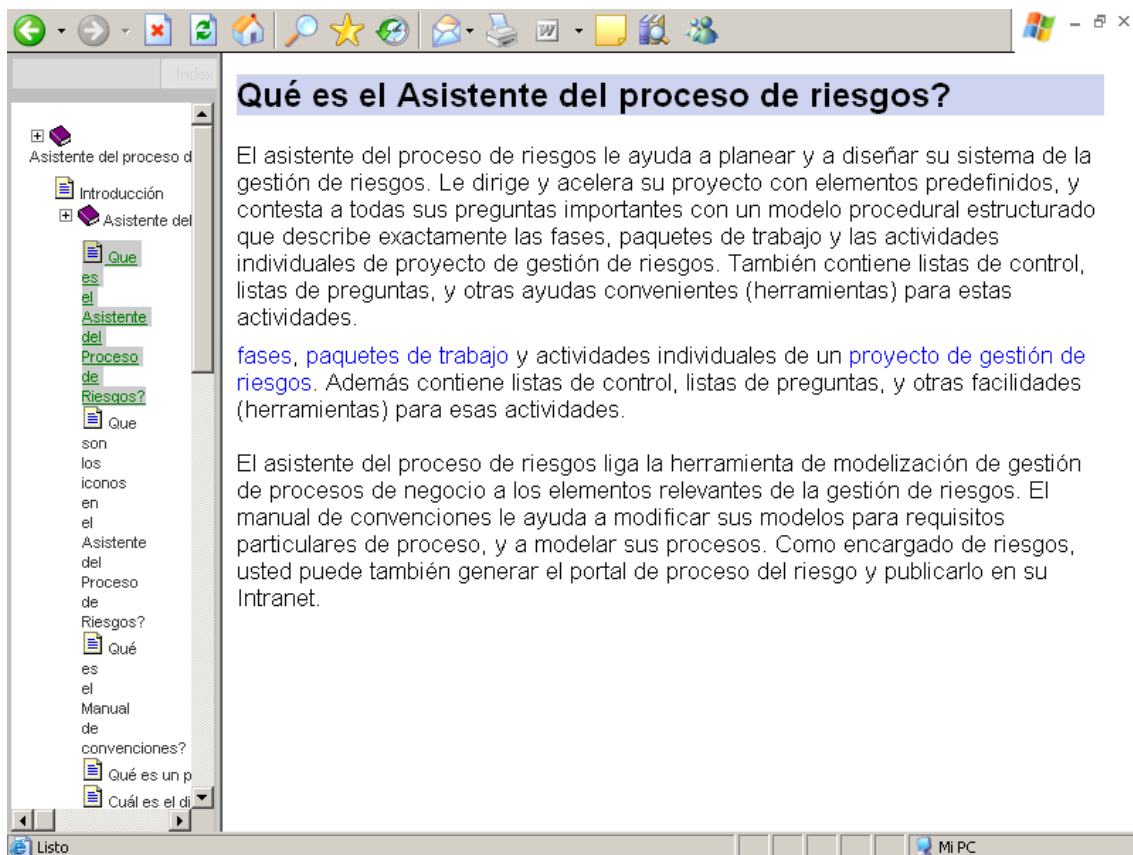 Index
Asistente del proceso d
Introducción
Asistente del
Que
es
el
Asistente
del
Proceso
de
Riesgos?
Que
son
los
iconos
en
el
Asistente
del
Proceso
de
Riesgos?
Qué
es
el
Manual
de
convenciones?
Qué es un p
Cuál es el di
Qué es el Asistente del proceso de riesgos?
El asistente del proceso de riesgos le ayuda a planear y a diseñar su sistema de la
gestión de riesgos. Le dirige y acelera su proyecto con elementos predefinidos, y
contesta a todas sus preguntas importantes con un modelo procedural estructurado
que describe exactamente las fases, paquetes de trabajo y las actividades
individuales de proyecto de gestión de riesgos. También contiene listas de control,
listas de preguntas, y otras ayudas convenientes (herramientas) para estas
actividades.
fases, paquetes de trabajo y actividades individuales de un proyecto de gestión de
riesgos. Además contiene listas de control, listas de preguntas, y otras facilidades
(herramientas) para esas actividades.
El asistente del proceso de riesgos liga la herramienta de modelización de gestión
de procesos de negocio a los elementos relevantes de la gestión de riesgos. El
manual de convenciones le ayuda a modificar sus modelos para requisitos
particulares de proceso, y a modelar sus procesos. Como encargado de riesgos,
usted puede también generar el portal de proceso del riesgo y publicarlo en su
Intranet.
Listo
Mi PC